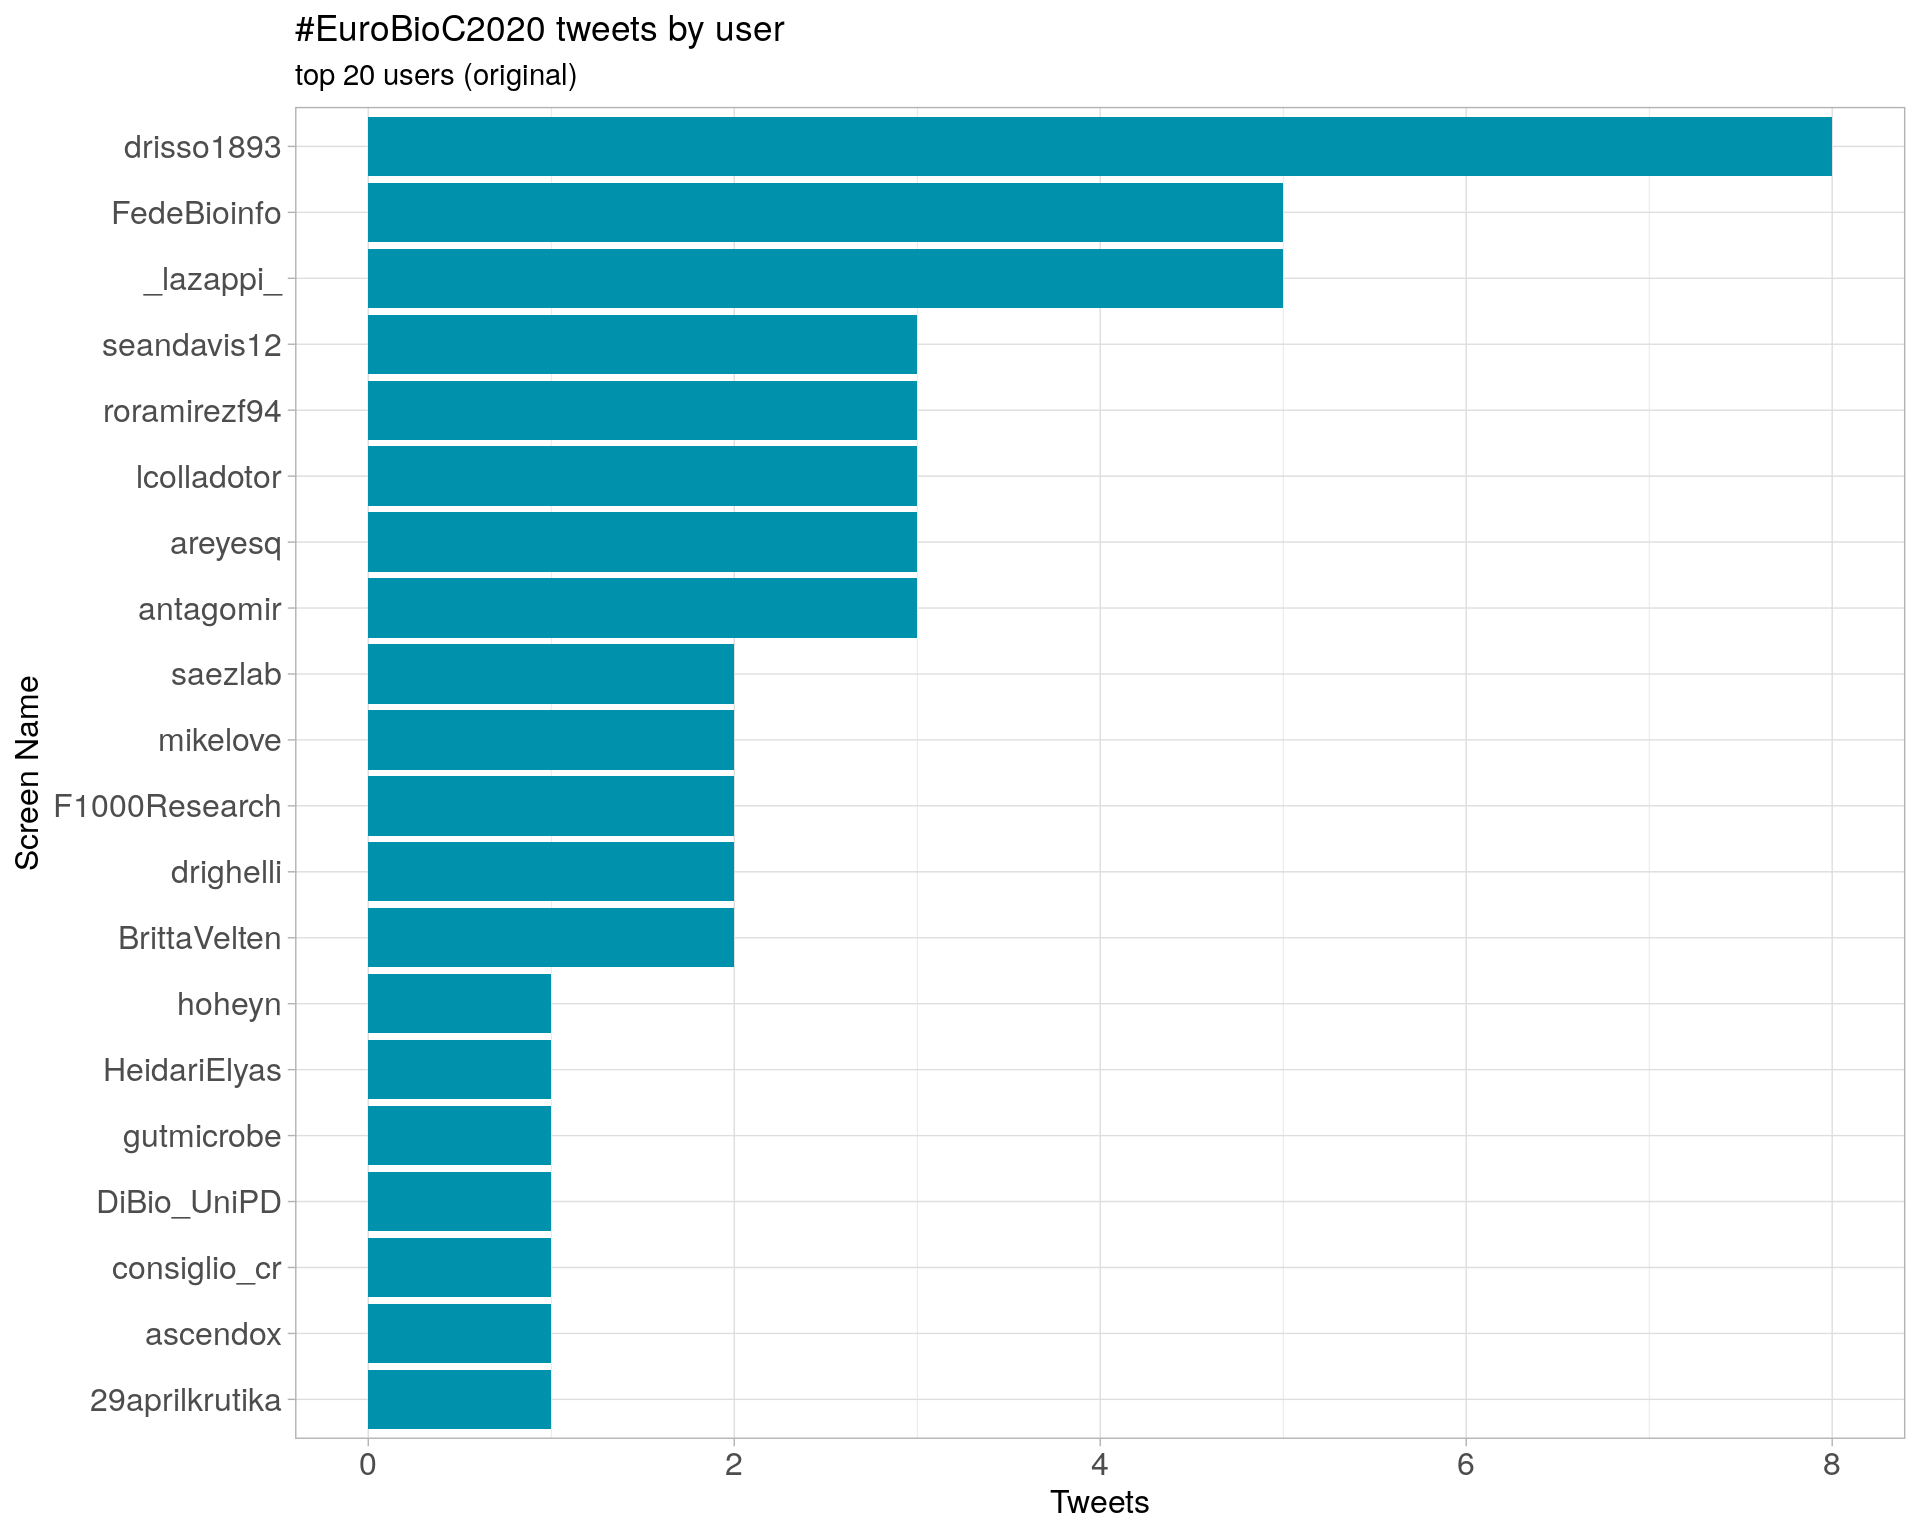 #EuroBioC2020 tweets by user
top 20 users (original)
drisso1893
FedeBioinfo
_lazappi_
seandavis12
roramirezf94
lcolladotor
areyesq
antagomir
saezlab
mikelove
F1000Research
drighelli
BrittaVelten
hoheyn
HeidariElyas
gutmicrobe
DiBio_UniPD
consiglio_cr
ascendox
29aprilkrutika
Screen Name
0 2 4 6 8
Tweets